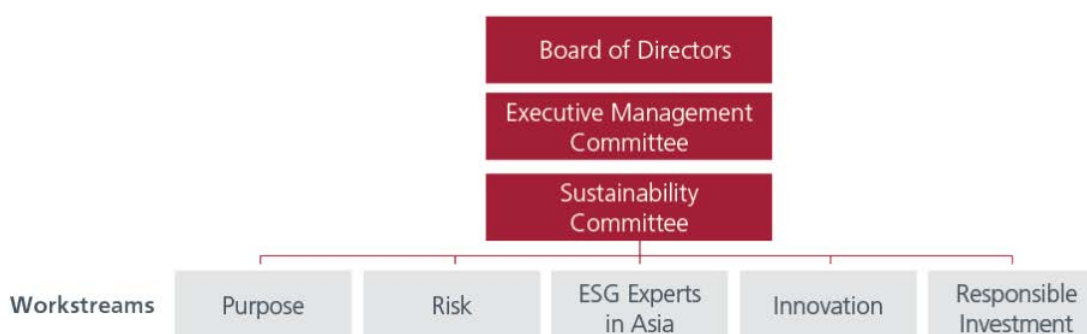 Board of Directors
Executive Management
Committee
Sustainability
Committee
Workstreams
Purpose
Risk
ESG Experts
in Asia
Innovation
Responsible
Investment